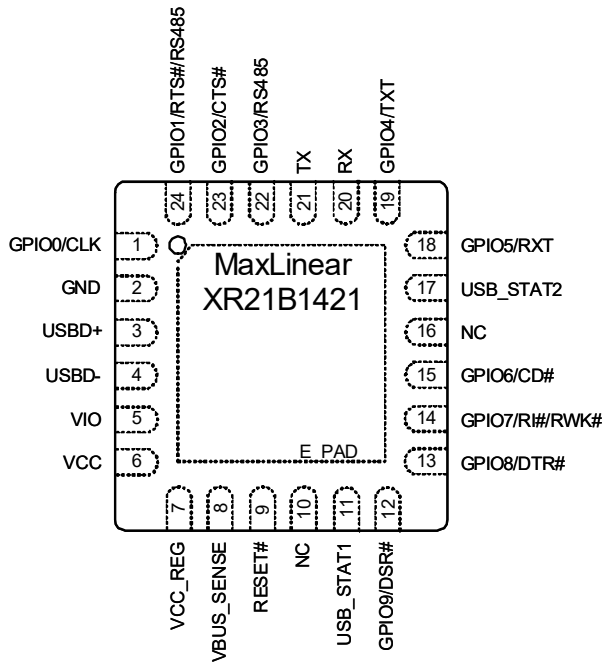 GPIO1/RTS#/RS485
GPIO2/CTS#
GPIO3/RS485
TX
RX
GPIO4/TXT
24
23
22
21
20
19
GPIO0/CLK 1
GND 2
USBD+ 3
USBD- 4
VIO 5
VCC 6
MaxLinear
XR21B1421
E_PAD
18 GPIO5/RXT
17 USB_STAT2
16 NC
15 GPIO6/CD#
14 GPIO7/RI#/RWK#
13 GPIO8/DTR#
7
8
9
10
11
12
VCC_REG
VBUS_SENSE
RESET#
NC
USB_STAT1
GPIO9/DSR#